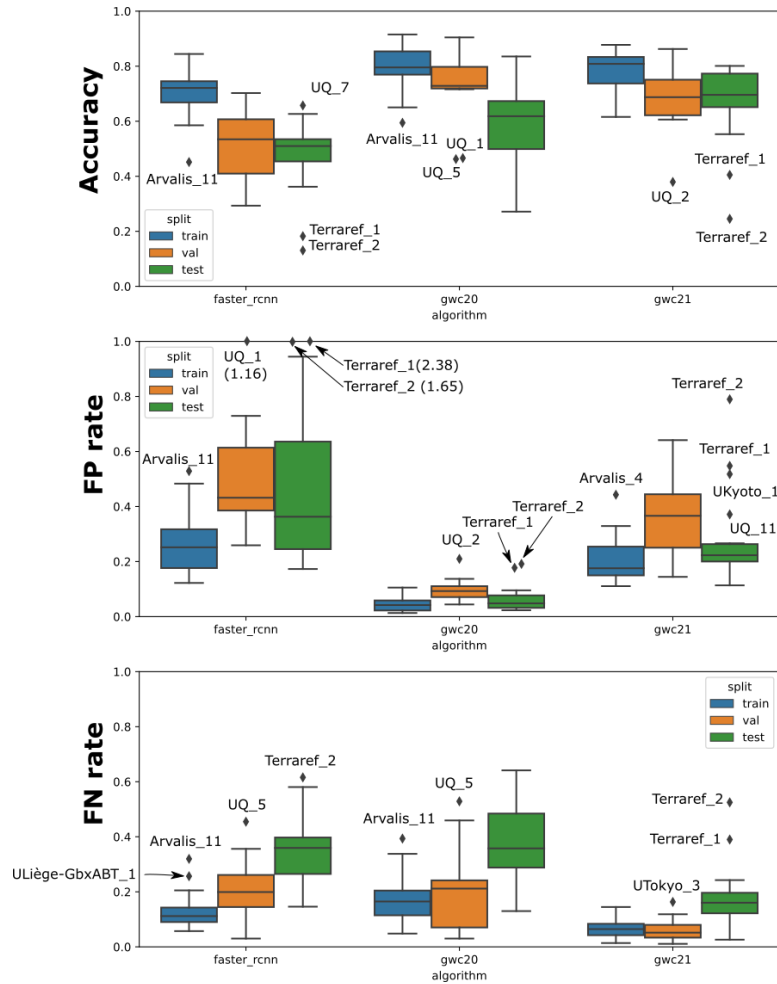 1.0
0.8
UQ_7
0.6
Accuracy
Arvalis_11
UQ_1
Terraref_1
0.4
Arvalis_11
UQ_5
UQ_2
split
train
val
test
0.2
Terraref_1
Terraref_2
Terraref_2
0.0
faster_rcnn
gwc20
gwc21
algorithm
1.0
split
train
val
test
UQ_1
(1.16)
Terraref_1(2.38)
Terraref_2 (1.65)
Terraref_2
0.8
0.6
FP rate
Arvalis_11
Arvalis_4
Terraref_1
UKyoto_1
0.4
Terraref_2
Terraref_1
UQ_11
UQ_2
0.2
0.0
faster_rcnn
gwc20
gwc21
algorithm
1.0
split
train
val
test
0.8
Terraref_2
0.6
FN rate
UQ_5
UQ_5
Terraref_2
0.4
Arvalis_11
Arvalis_11
Terraref_1
ULiège-GbxABT_1
UTokyo_3
0.2
0.0
faster_rcnn
gwc20
gwc21
algorithm